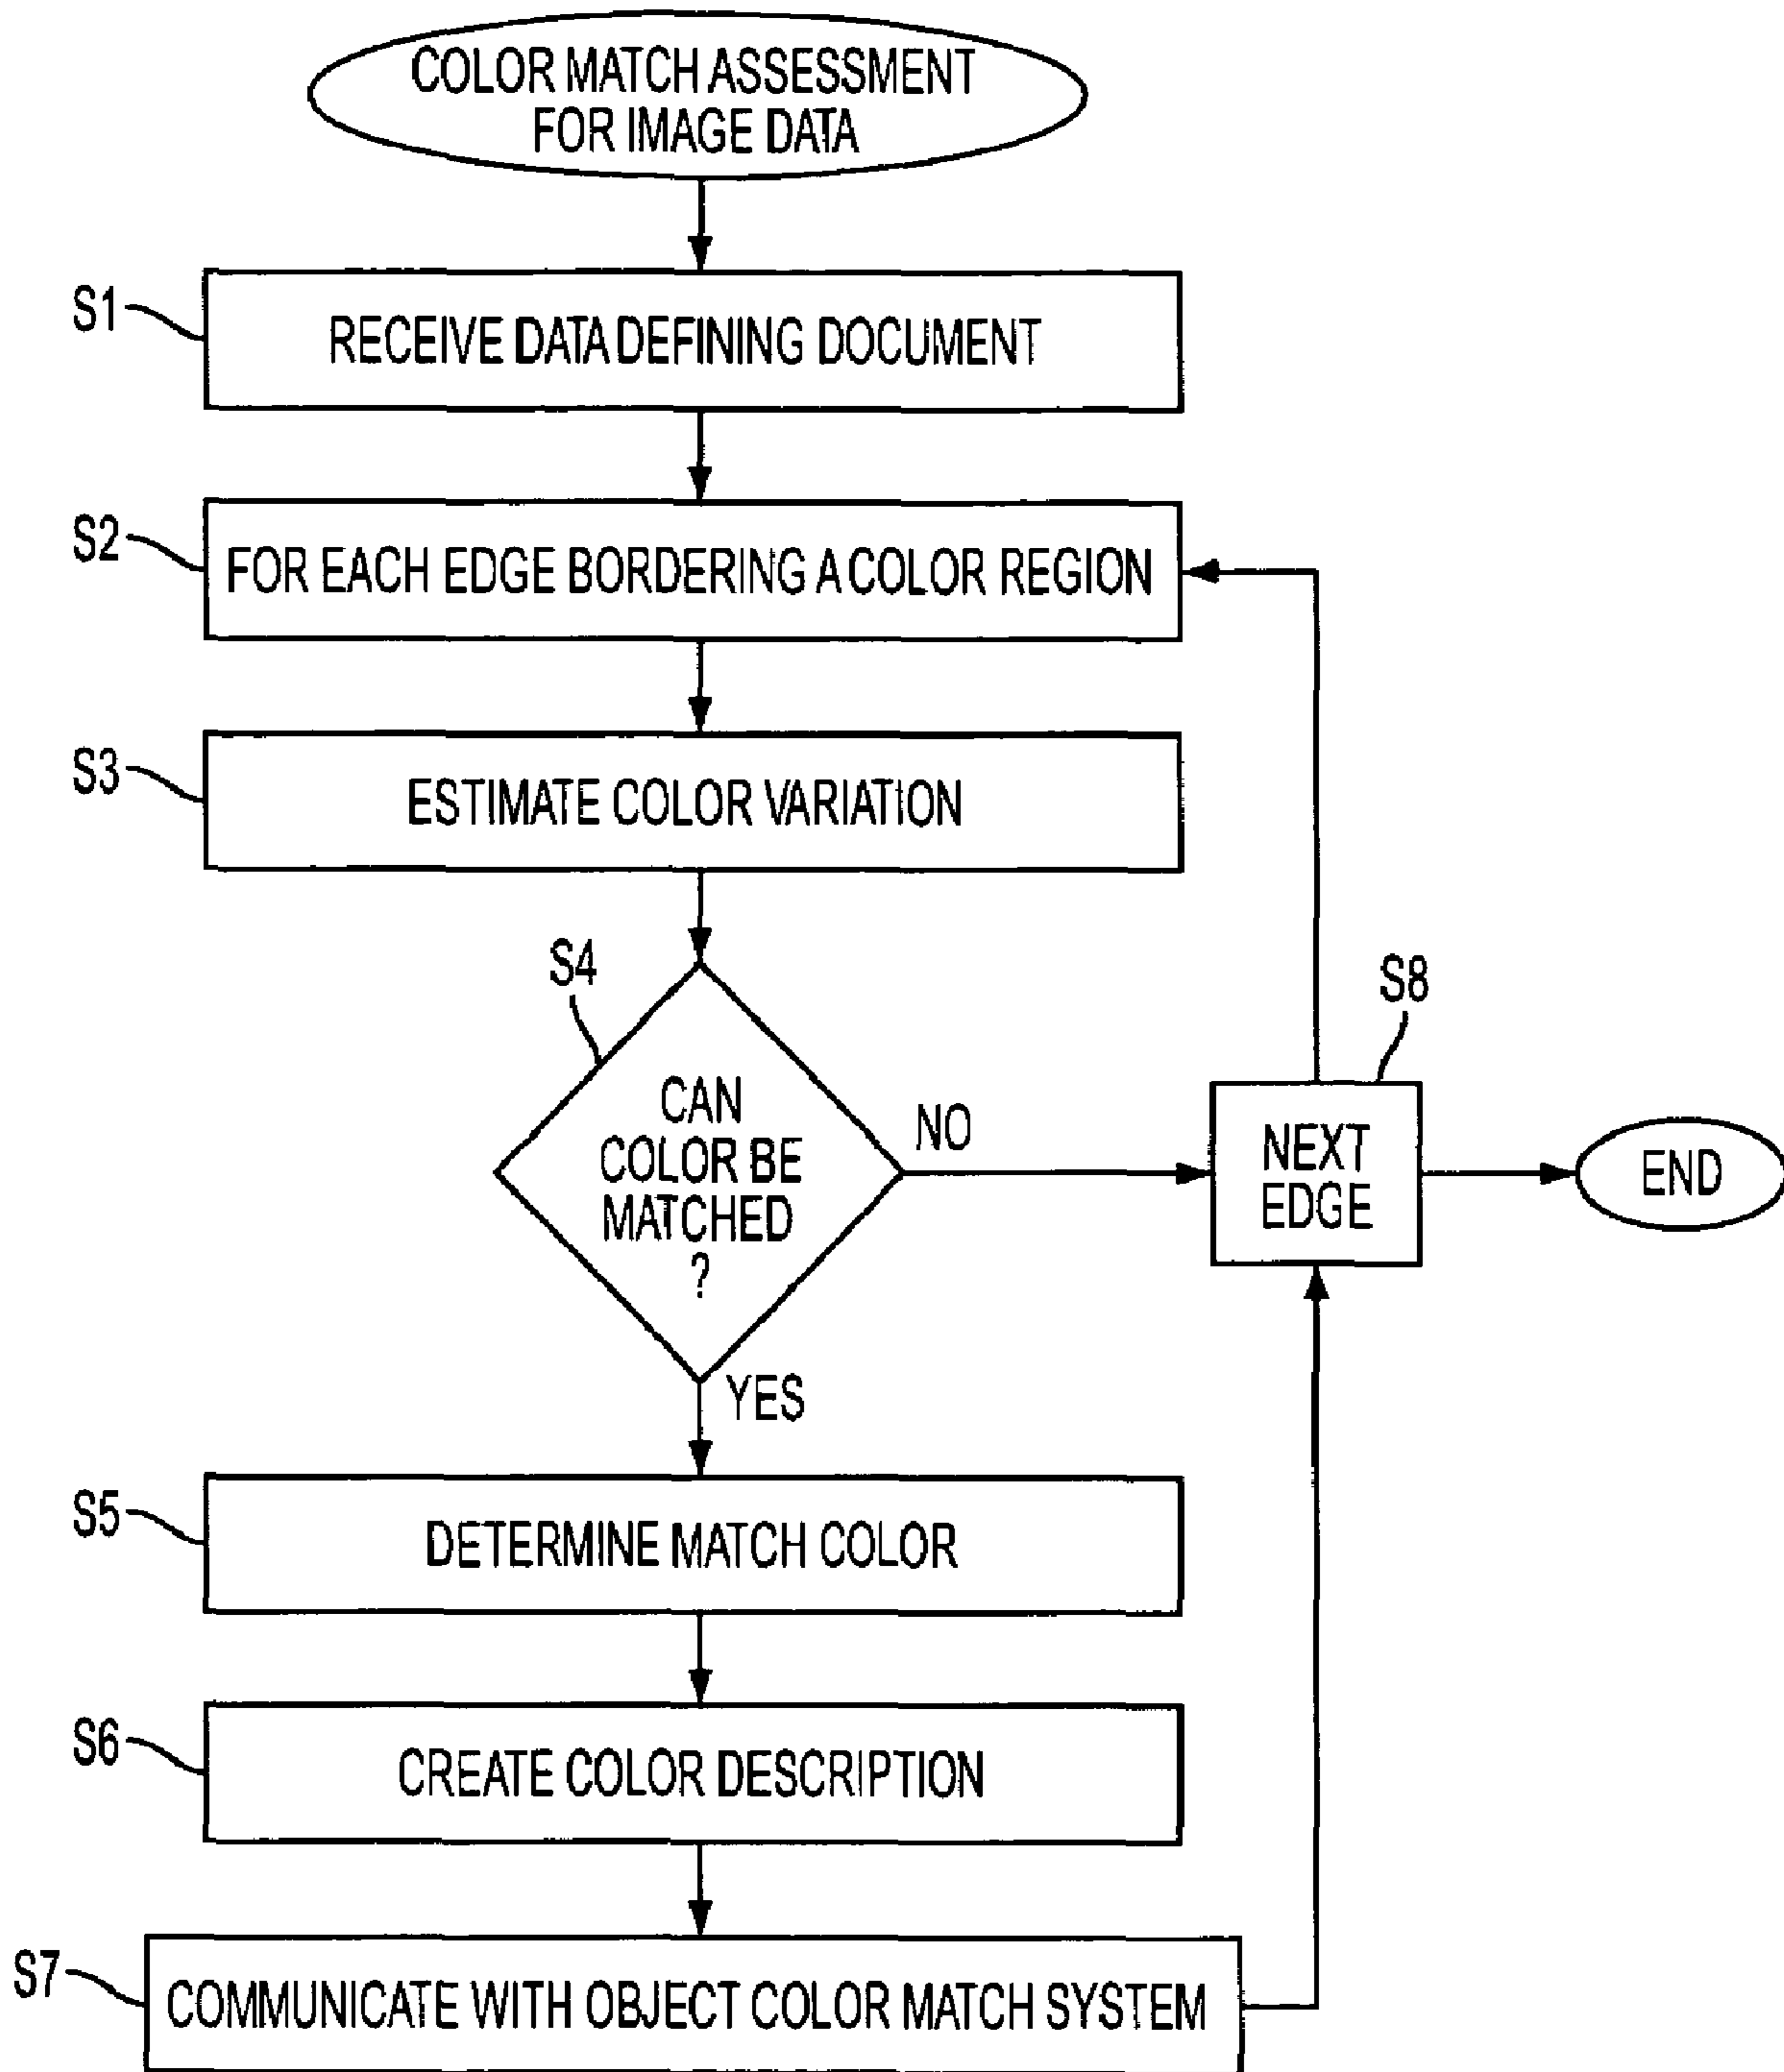 COLOR MATCH ASSESSMENT
FOR IMAGE DATA
S1
RECEIVE DATA DEFINING DOCUMENT
S2
FOR EACH EDGE BORDERING A COLOR REGION
S3
ESTIMATE COLOR VARIATION
S4
CAN
COLOR BE
MATCHED
?
NO
S8
NEXT
EDGE
END
YES
S5
DETERMINE MATCH COLOR
S6
CREATE COLOR DESCRIPTION
S7
COMMUNICATE WITH OBJECT COLOR MATCH SYSTEM